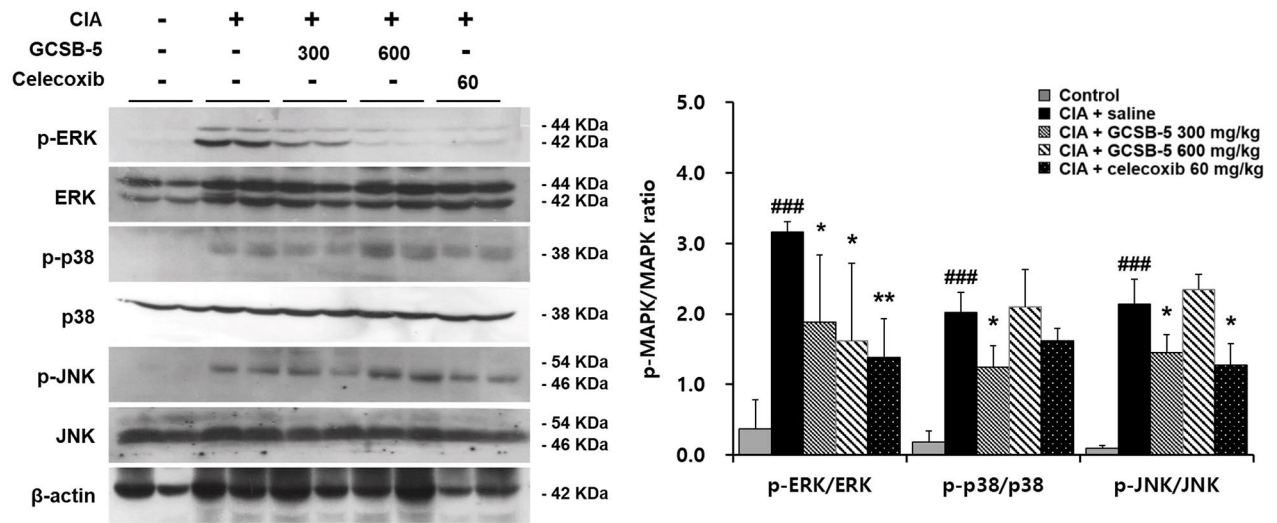 CIA - + + + +
GCSB-5 - - 300 600 -
Celecoxib - - - - 60
p-ERK
- 44 KDa
- 42 KDa
ERK
- 44 KDa
- 42 KDa
p-p38
- 38 KDa
p38
- 38 KDa
p-JNK
- 54 KDa
- 46 KDa
JNK
- 54 KDa
- 46 KDa
β-actin
- 42 KDa
p-MAPK/MAPK ratio
5.0
4.0
3.0
2.0
1.0
0.0
Control
CIA + saline
CIA + GCSB-5 300 mg/kg
CIA + GCSB-5 600 mg/kg
CIA + celecoxib 60 mg/kg
### * * **
### *
### * *
p-ERK/ERK p-p38/p38 p-JNK/JNK